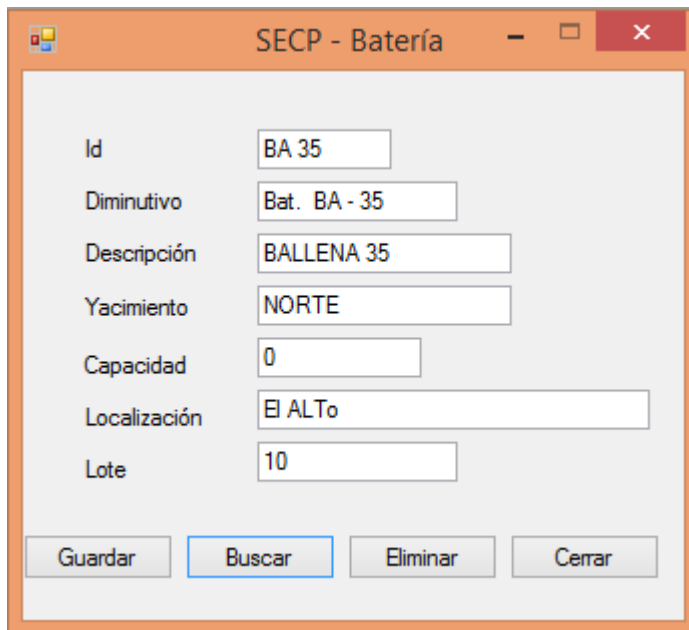 SECP - Batería
Id BA 35
Diminutivo Bat. BA - 35
Descripción BALLENA 35
Yacimiento NORTE
Capacidad 0
Localización El ALTo
Lote 10
Guardar Buscar Eliminar Cerrar